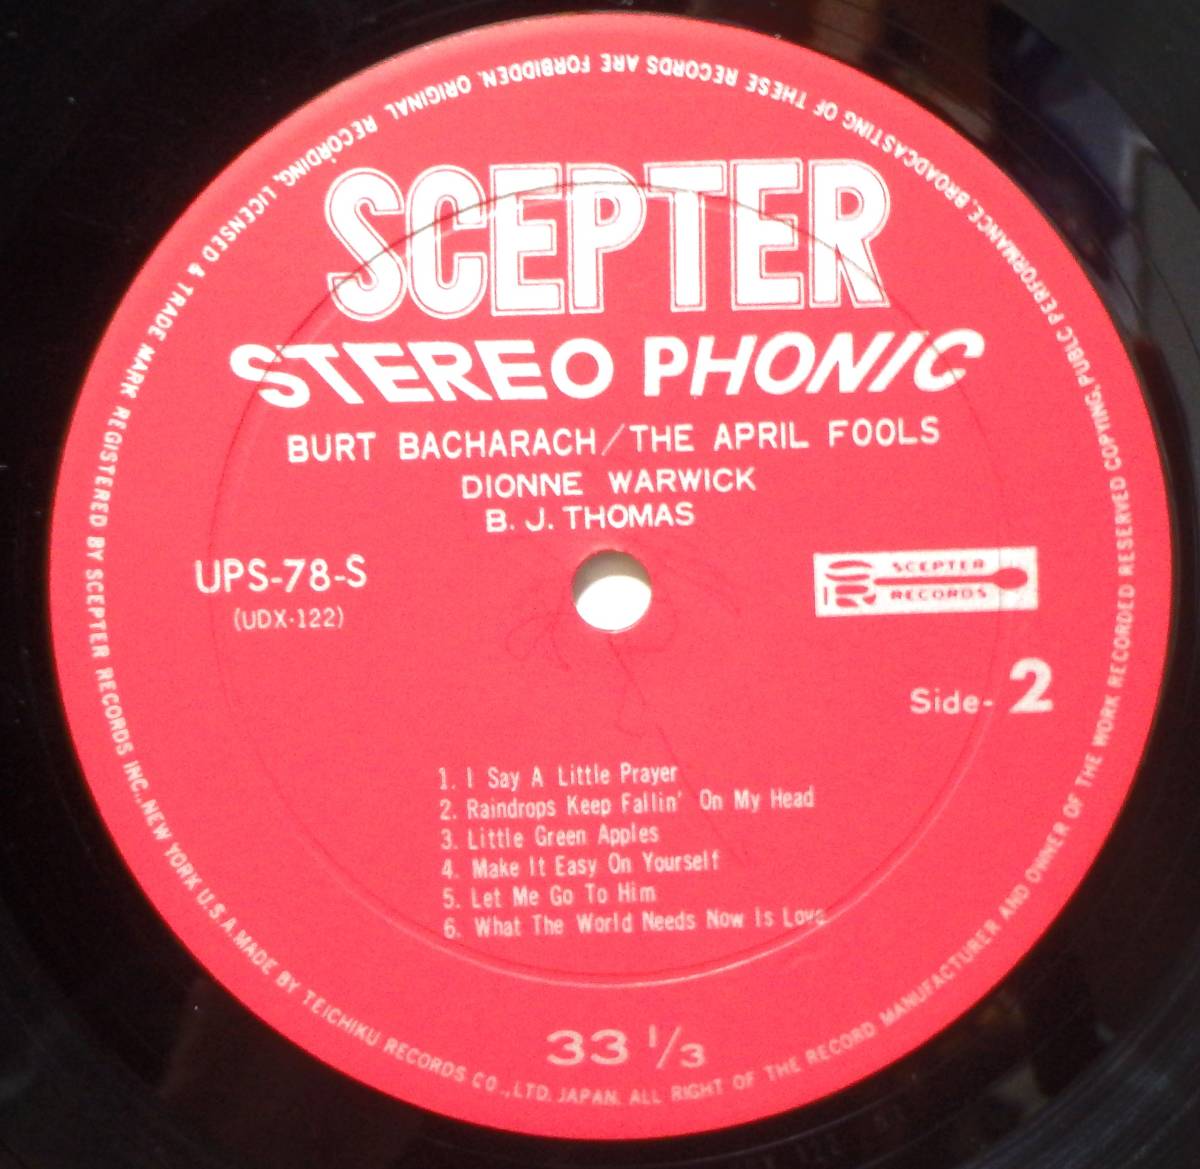 SCEPTER
STEREO PHONIC
BURT BACHARACH/THE APRIL FOOLS
DIONNE WARWICK
B. J. THOMAS
UPS-78-S
(UDX-122)
SCEPTER
RECORDS
Side-2
1. I Say A Little Prayer
2. Raindrops Keep Fallin' On My Head
3. Little Green Apples
4. Make It Easy On Yourself
5. Let Me Go To Him
6. What The World Needs Now Is Love
33 1/3
ORIGINAL RECORDING, LICENSED & TRADE MARK REGISTERED BY SCEPTER RECORDS INC., NEW YORK U.S.A. MADE BY TEICHIKU RECORDS CO., LTD. JAPAN. ALL RIGHT OF THE RECORD MANUFACTURER AND OWNER OF THE WORK RECORDED RESERVED COPYING, PUBLIC PERFORMANCE, BROADCASTING OF THESE RECORDS ARE FORBIDDEN.